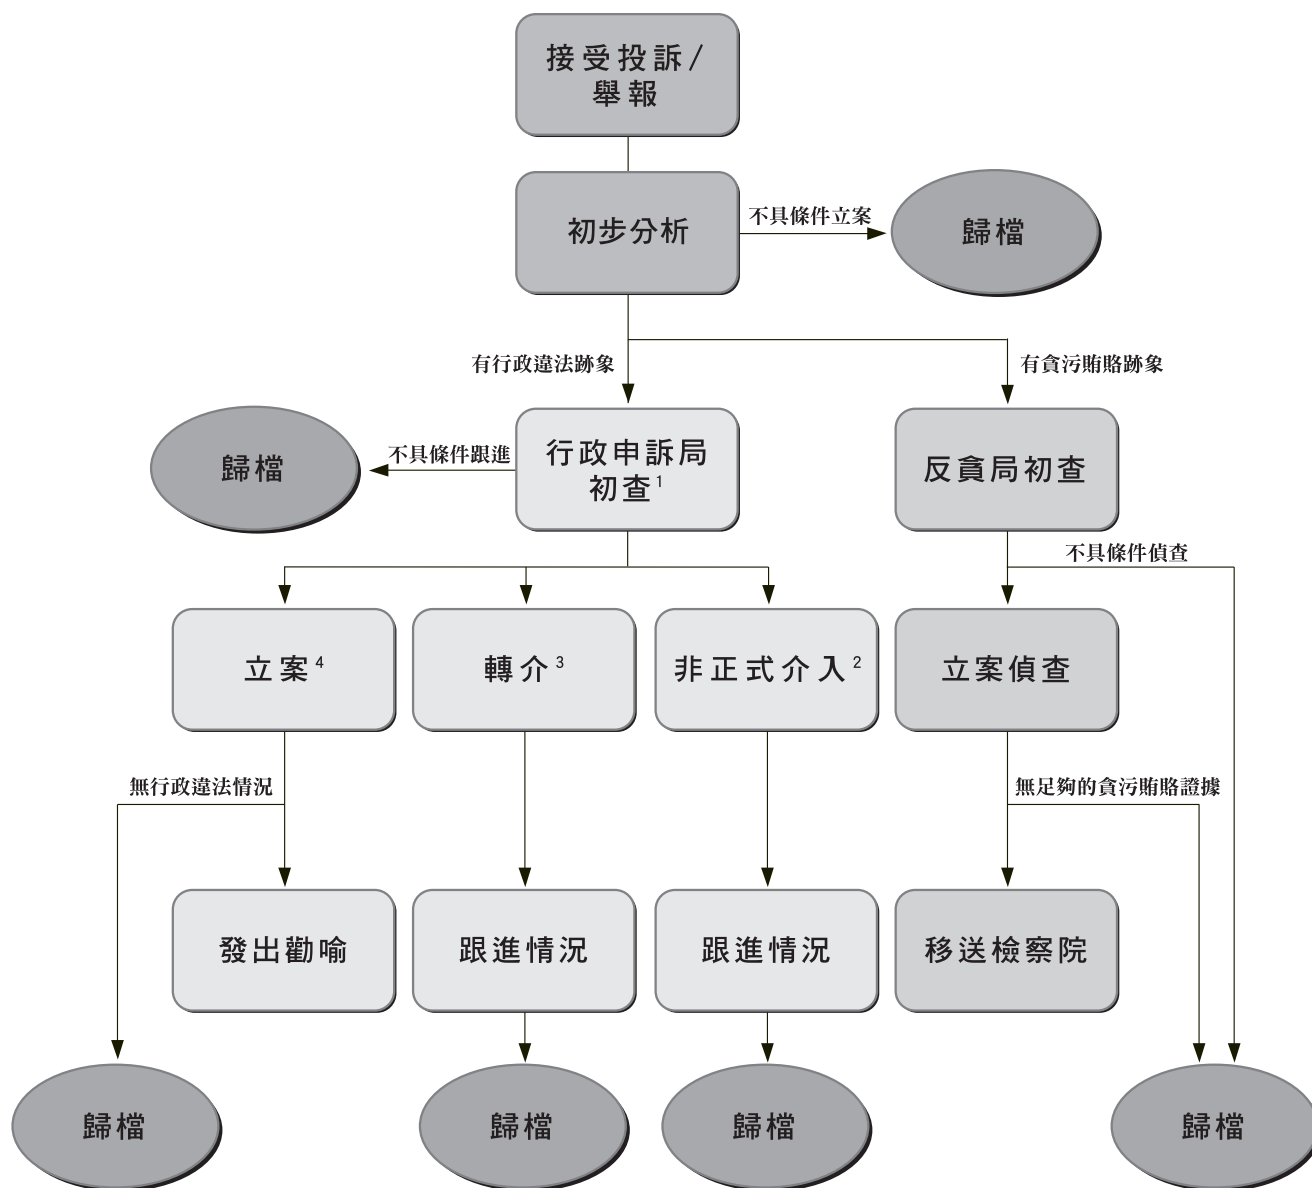 接受投訴/
舉報
初步分析
不具條件立案
歸檔
有行政違法跡象
有貪污賄賂跡象
歸檔
不具條件跟進
行政申訴局
初查1
反貪局初查
不具條件偵查
立案4
轉介3
非正式介入2
立案偵查
無行政違法情況
無足夠的貪污賄賂證據
發出勸喻
跟進情況
跟進情況
移送檢察院
歸檔
歸檔
歸檔
歸檔